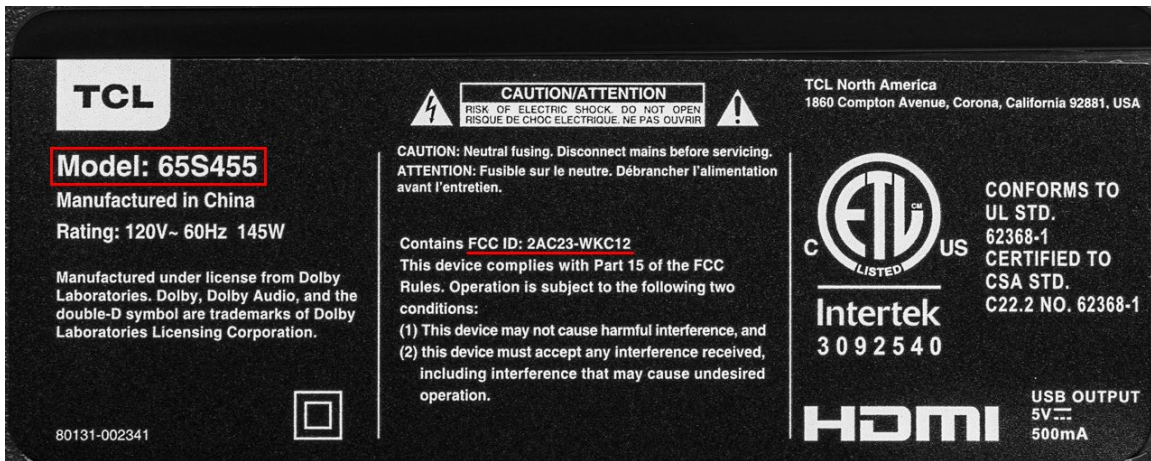 TCL
Model: 65S455
Manufactured in China
Rating: 120V~ 60Hz 145W
Manufactured under license from Dolby
Laboratories. Dolby, Dolby Audio, and the
double-D symbol are trademarks of Dolby
Laboratories Licensing Corporation.
80131-002341
CAUTION/ATTENTION
RISK OF ELECTRIC SHOCK. DO NOT OPEN
RISQUE DE CHOC ELECTRIQUE. NE PAS OUVRIR
CAUTION: Neutral fusing. Disconnect mains before servicing.
ATTENTION: Fusible sur le neutre. Débrancher l'alimentation
avant l'entretien.
Contains FCC ID: 2AC23-WKC12
This device complies with Part 15 of the FCC
Rules. Operation is subject to the following two
conditions:
(1) This device may not cause harmful interference, and
(2) this device must accept any interference received,
including interference that may cause undesired
operation.
TCL North America
1860 Compton Avenue, Corona, California 92881, USA
ETL CM
C US
LISTED
Intertek
3092540
CONFORMS TO
UL STD.
62368-1
CERTIFIED TO
CSA STD.
C22.2 NO. 62368-1
HDMI
USB OUTPUT
5V
500mA